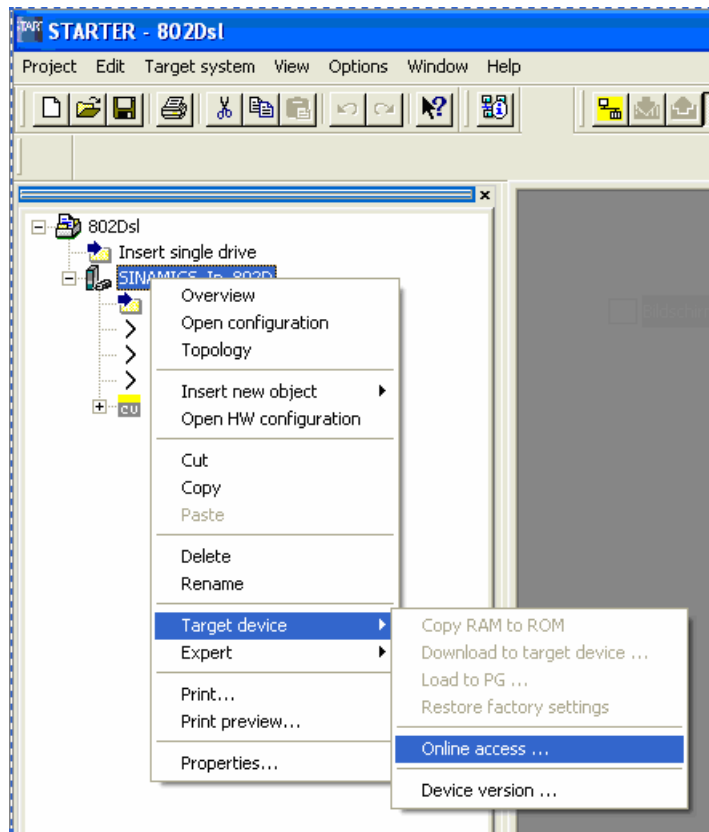 STARTER - 802Dsl
Project Edit Target system View Options Window Help
802Dsl
Insert single drive
SINAMICS_In_802D
Overview
Open configuration
Topology
Insert new object
Open HW configuration
CU
Cut
Copy
Paste
Delete
Rename
Target device
Expert
Print...
Print preview...
Properties...
Copy RAM to ROM
Download to target device ...
Load to PG ...
Restore factory settings
Online access ...
Device version ...